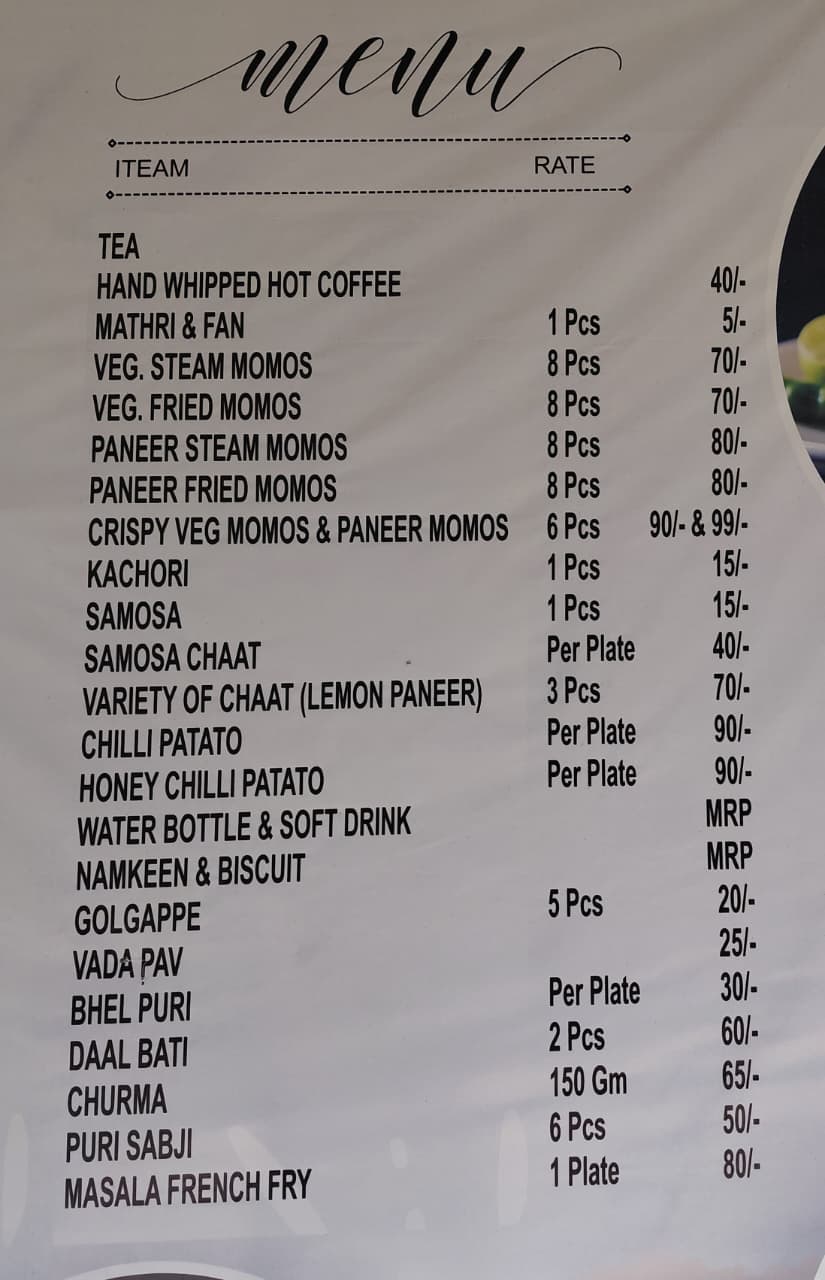 menu
ITEAM RATE
TEA
HAND WHIPPED HOT COFFEE 40/-
MATHRI & FAN 1 Pcs 5/-
VEG. STEAM MOMOS 8 Pcs 70/-
VEG. FRIED MOMOS 8 Pcs 70/-
PANEER STEAM MOMOS 8 Pcs 80/-
PANEER FRIED MOMOS 8 Pcs 80/-
CRISPY VEG MOMOS & PANEER MOMOS 6 Pcs 90/- & 99/-
KACHORI 1 Pcs 15/-
SAMOSA 1 Pcs 15/-
SAMOSA CHAAT Per Plate 40/-
VARIETY OF CHAAT (LEMON PANEER) 3 Pcs 70/-
CHILLI PATATO Per Plate 90/-
HONEY CHILLI PATATO Per Plate 90/-
WATER BOTTLE & SOFT DRINK MRP
NAMKEEN & BISCUIT MRP
GOLGAPPE 5 Pcs 20/-
VADA PAV 25/-
BHEL PURI Per Plate 30/-
DAAL BATI 2 Pcs 60/-
CHURMA 150 Gm 65/-
PURI SABJI 6 Pcs 50/-
MASALA FRENCH FRY 1 Plate 80/-